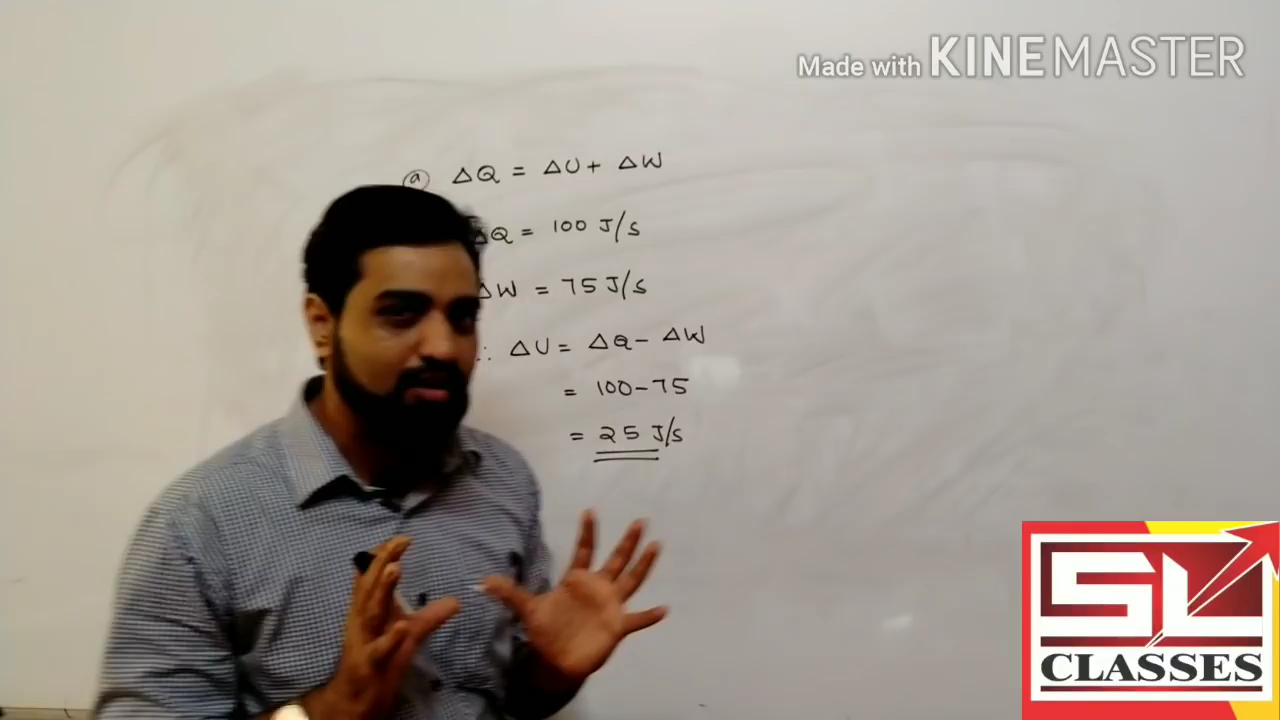 Made with KINEMASTER
ⓐ ΔQ = ΔU + ΔW
ΔQ = 100 J/s
ΔW = 75 J/s
∴ ΔU = ΔQ - ΔW
= 100 - 75
= 25 J/s
SL
CLASSES